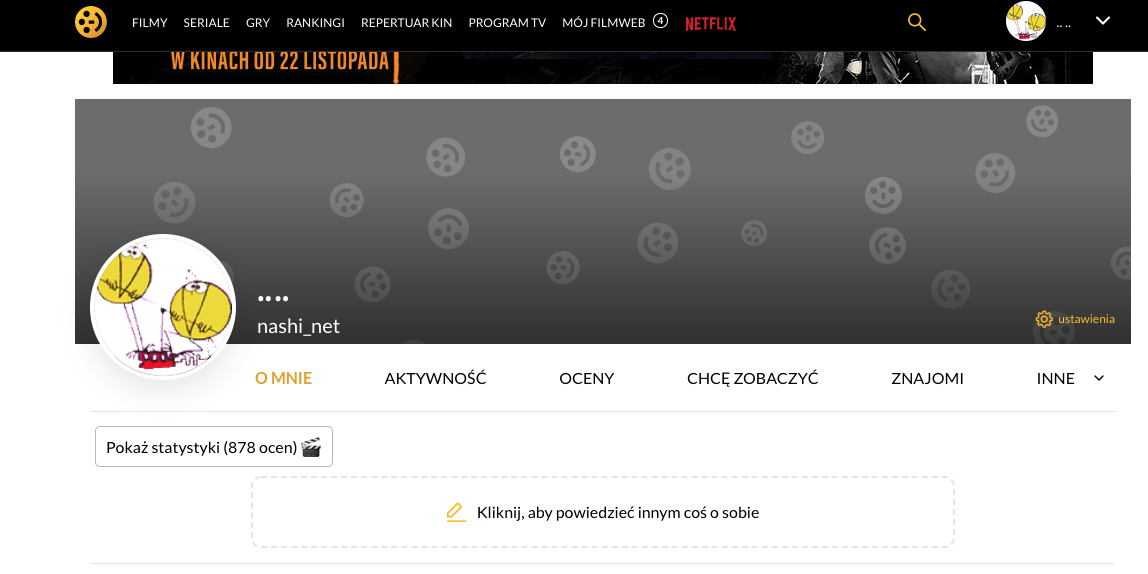 FILMY SERIALE GRY RANKINGI REPERTUAR KIN PROGRAM TV MÓJ FILMWEB 4 NETFLIX .. ..
W KINACH OD 22 LISTOPADA
.. ..
nashi_net
ustawienia
O MNIE AKTYWNOŚĆ OCENY CHCĘ ZOBACZYĆ ZNAJOMI INNE
Pokaż statystyki (878 ocen) 🎬
Kliknij, aby powiedzieć innym coś o sobie